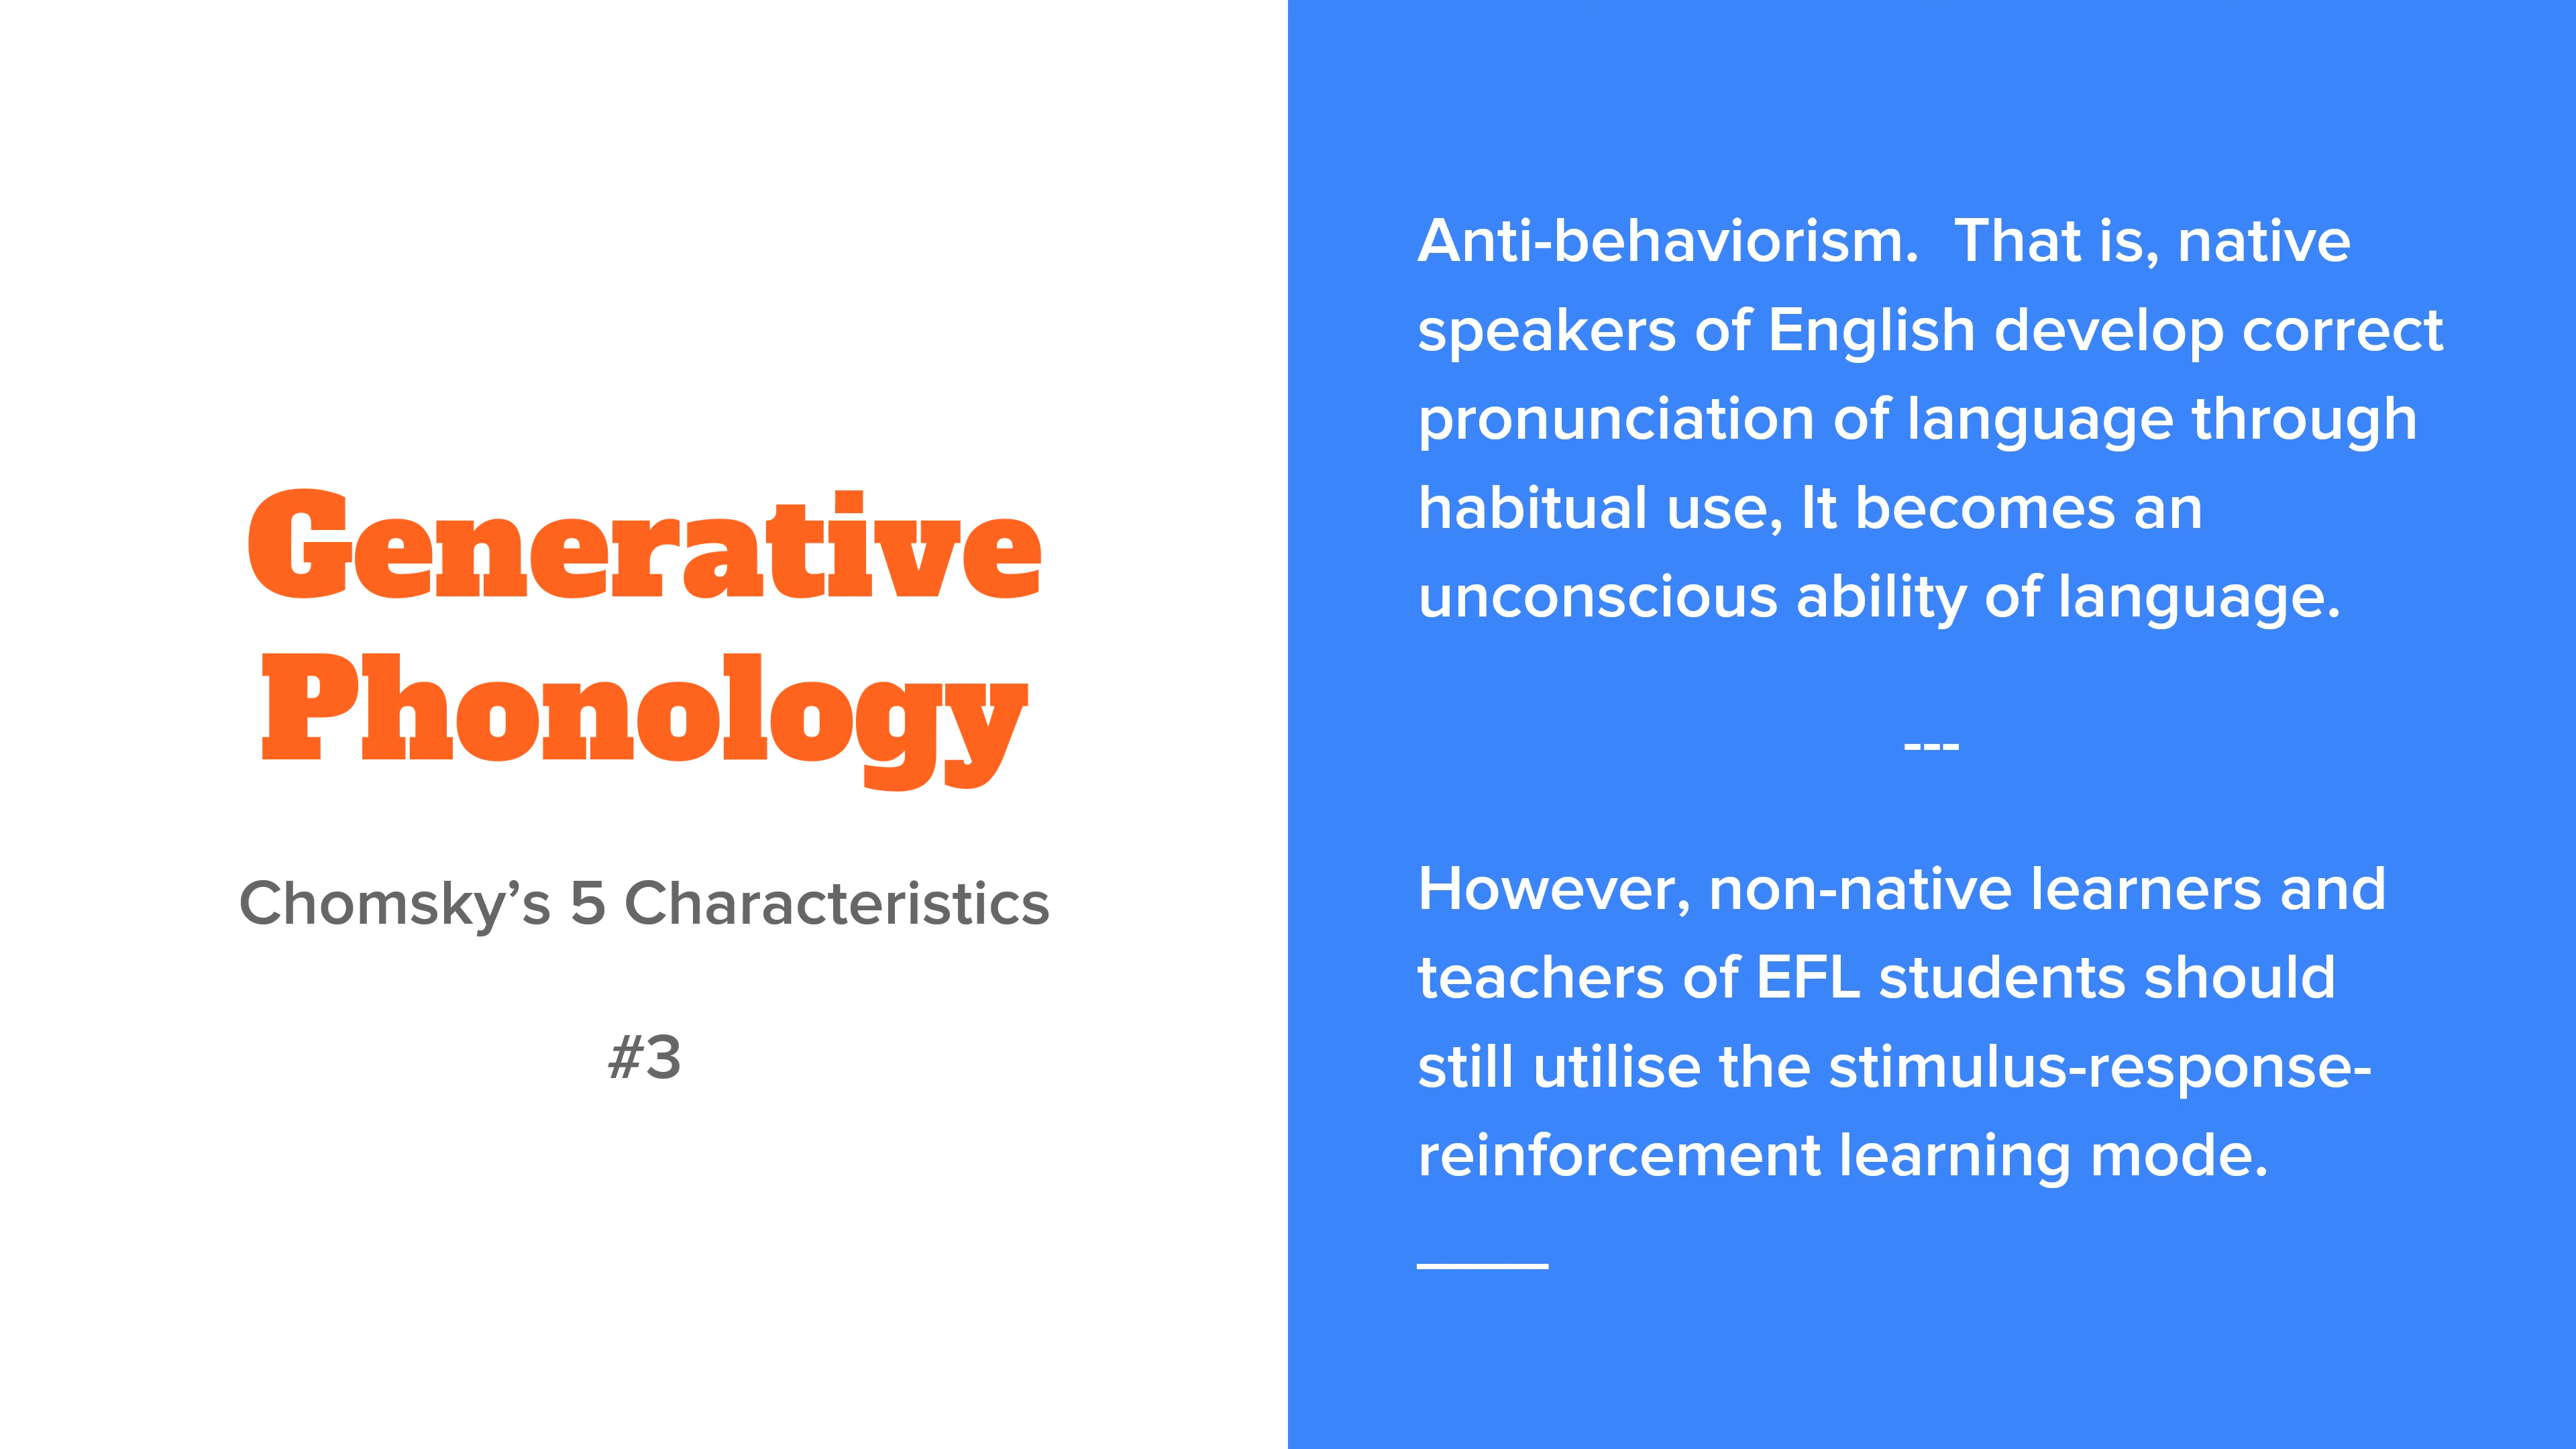 Generative
Phonology
Chomsky’s 5 Characteristics
#3
Anti-behaviorism.  That is, native
speakers of English develop correct
pronunciation of language through
habitual use, It becomes an
unconscious ability of language.
---
However, non-native learners and
teachers of EFL students should
still utilise the stimulus-response-
reinforcement learning mode.